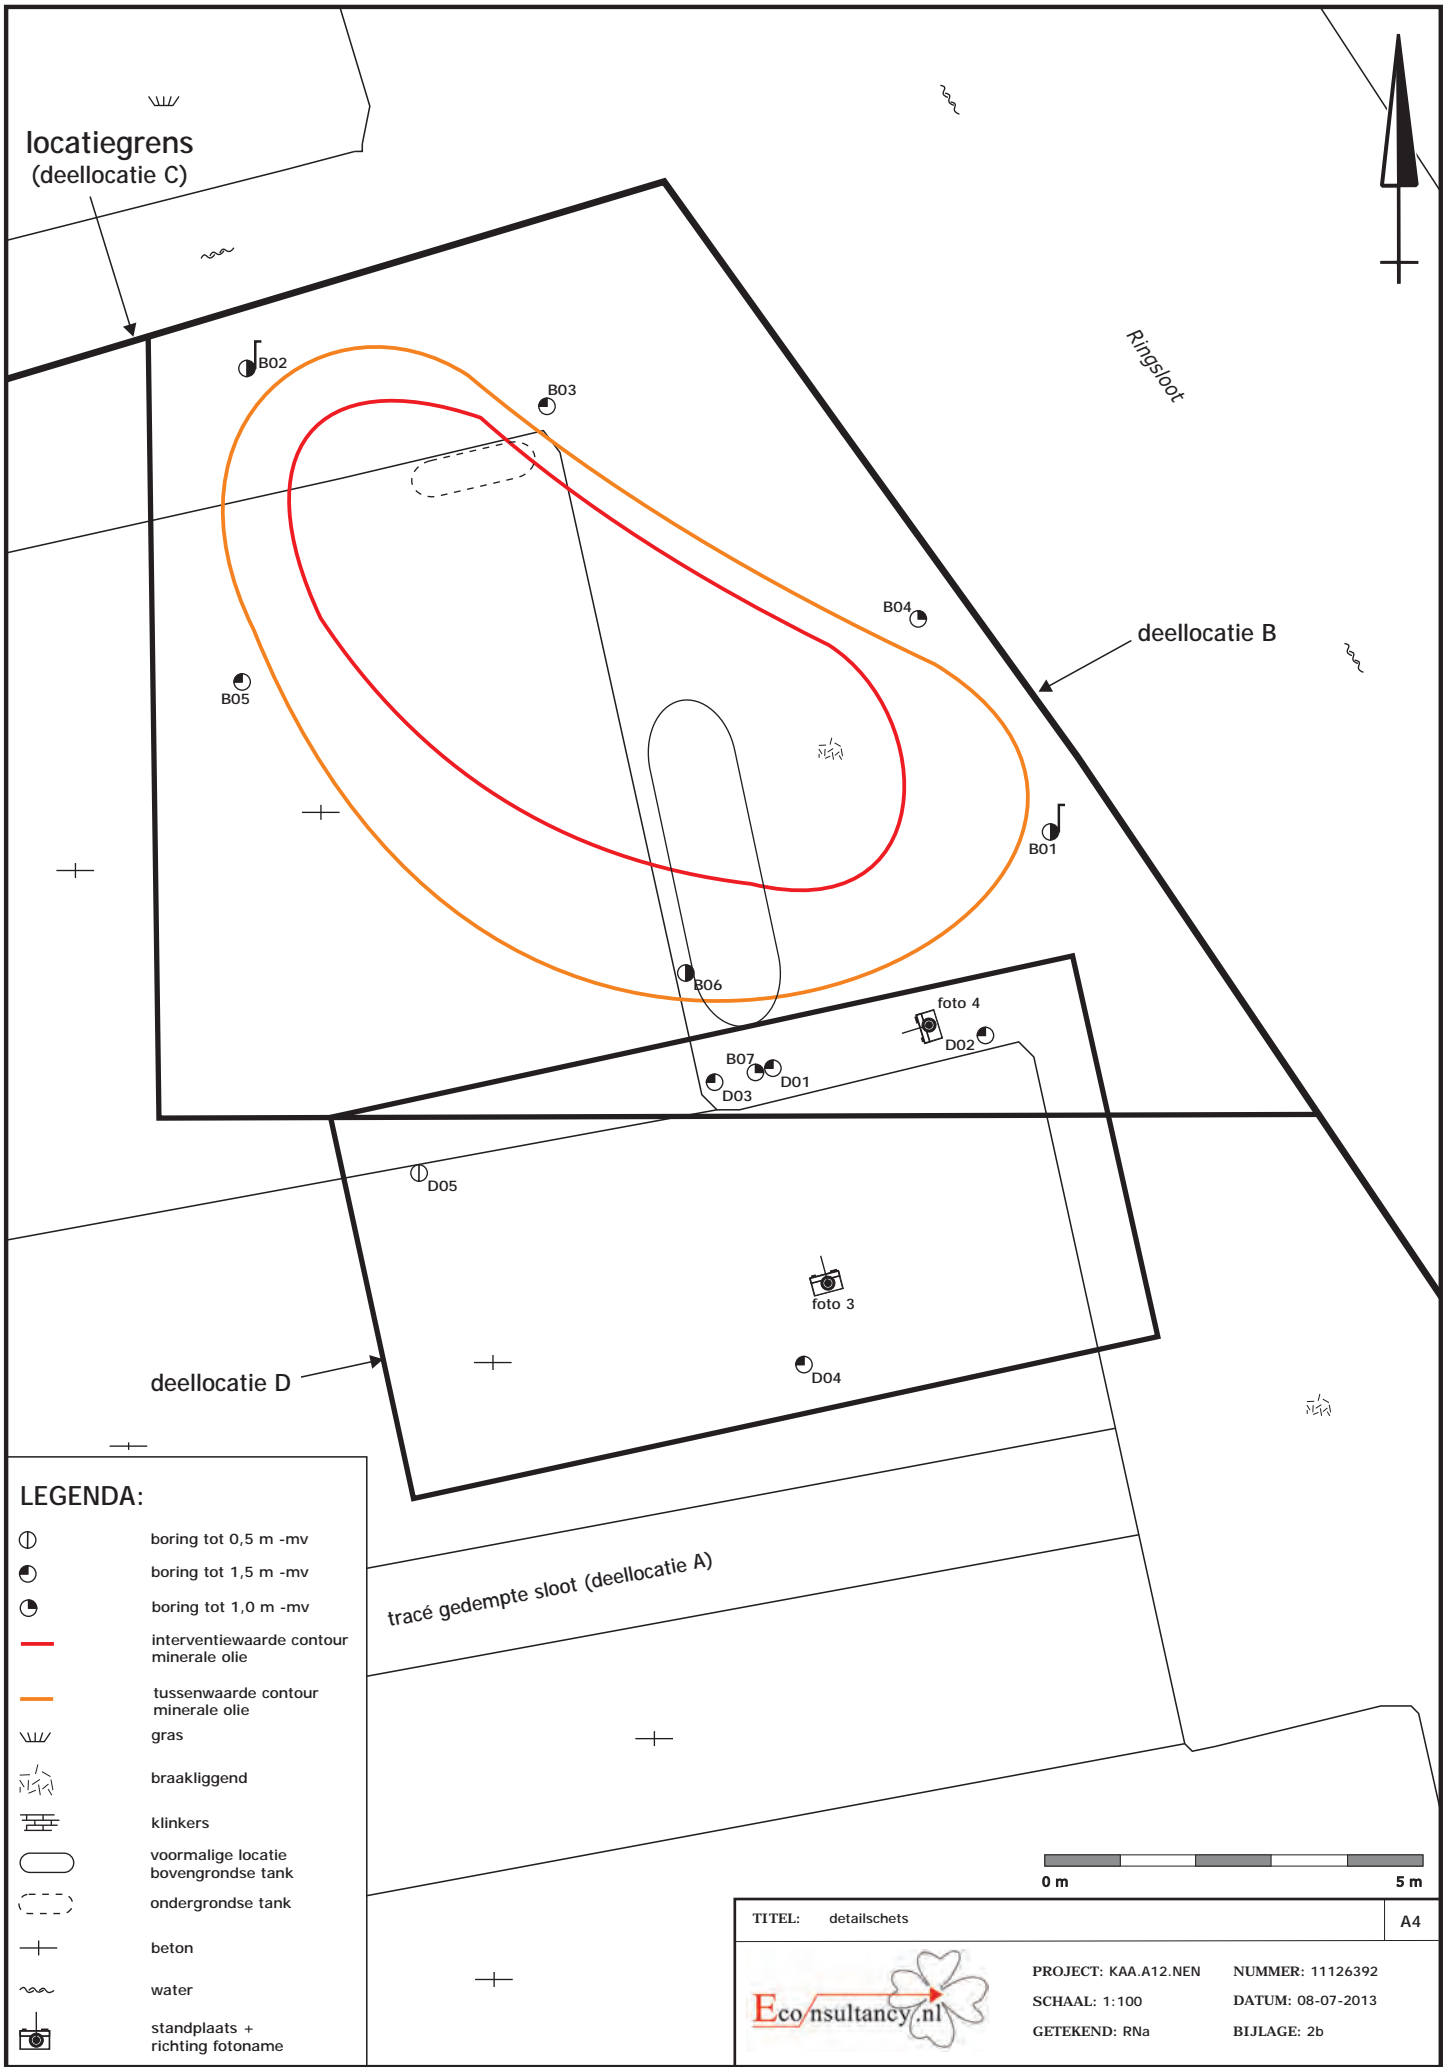 locatiegrens
(deellocatie C)
Ringsloot
B02
B03
B04
deellocatie B
B05
B01
B06
foto 4
D02
B07
D01
D03
D05
foto 3
deellocatie D
D04
tracé gedempte sloot (deellocatie A)
LEGENDA:
boring tot 0,5 m -mv
boring tot 1,5 m -mv
boring tot 1,0 m -mv
interventiewaarde contour
minerale olie
tussenwaarde contour
minerale olie
gras
braakliggend
klinkers
voormalige locatie
bovengrondse tank
ondergrondse tank
beton
water
standplaats +
richting fotoname
0 m 5 m
TITEL: detailschets A4
Econsultancy.nl
PROJECT: KAA.A12.NEN NUMMER: 11126392
SCHAAL: 1:100 DATUM: 08-07-2013
GETEKEND: RNa BIJLAGE: 2b